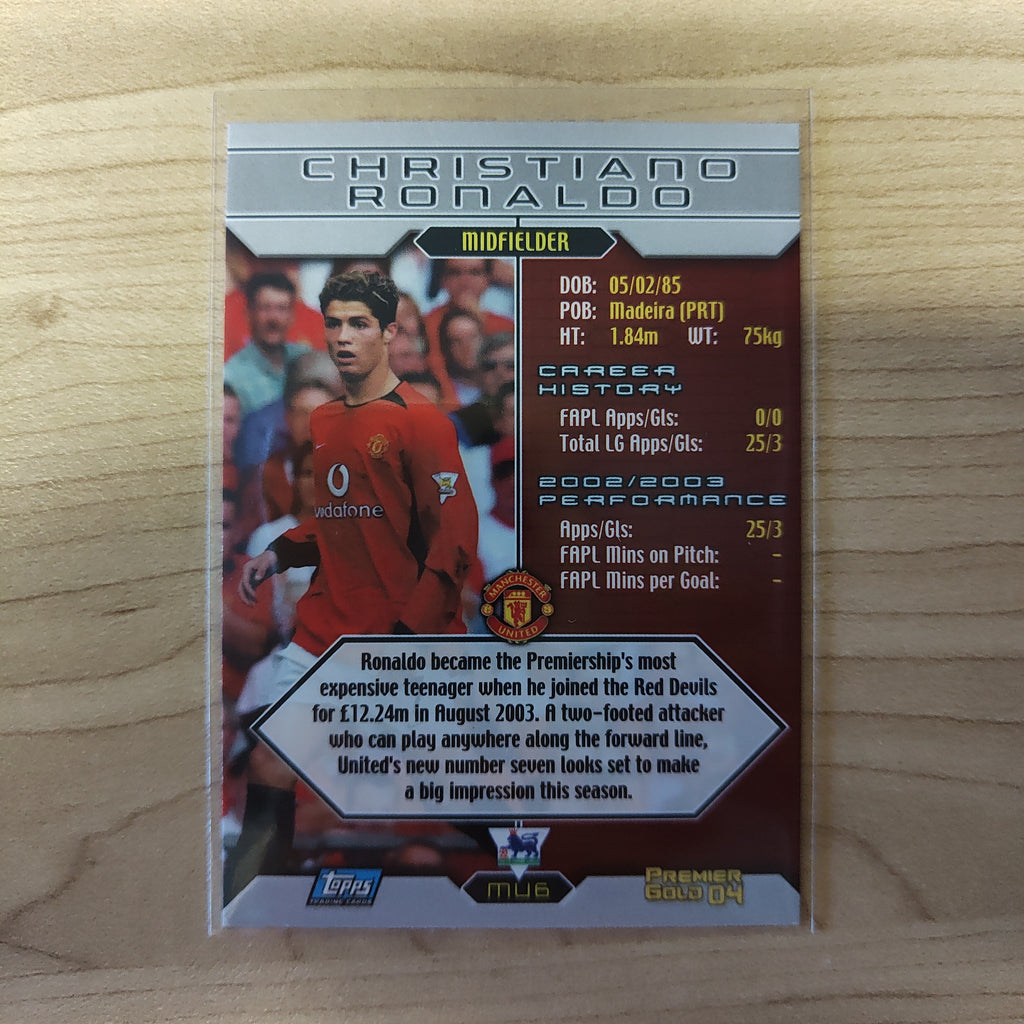 CHRISTIANO
RONALDO
MIDFIELDER
DOB: 05/02/85
POB: Madeira (PRT)
HT: 1.84m WT: 75kg
CAREER
HISTORY
FAPL Apps/Gls: 0/0
Total LG Apps/Gls: 25/3
2002/2003
PERFORMANCE
Apps/Gls: 25/3
FAPL Mins on Pitch: -
FAPL Mins per Goal: -
vodafone
MANCHESTER
UNITED
Ronaldo became the Premiership's most
expensive teenager when he joined the Red Devils
for £12.24m in August 2003. A two-footed attacker
who can play anywhere along the forward line,
United's new number seven looks set to make
a big impression this season.
Topps
TRADING CARDS
MU6
PREMIER
GOLD 04